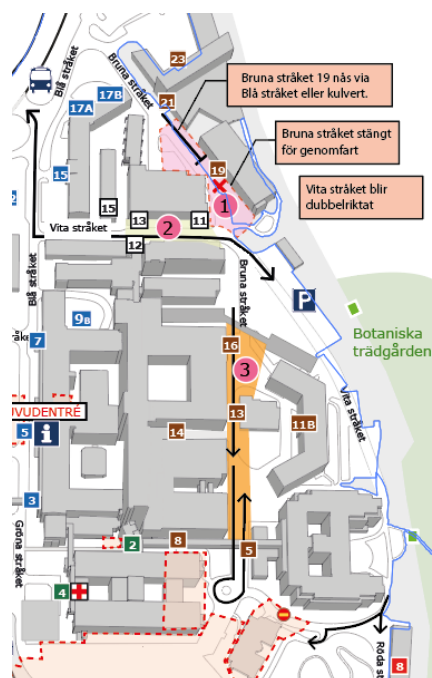 23
Bruna stråket 19 nås via
Blå stråket eller kulvert.
Blå stråket
Bruna stråket
17B
21
17A
Bruna stråket stängt
för genomfart
19
15
15
Vita stråket blir
dubbelriktat
13
11
1
Vita stråket
2
12
Blå stråket
Bruna stråket
P
9B
Botaniska
trädgården
7
16
3
Vita stråket
13
UVUDENTRÉ
5
i
14
11B
3
Gröna stråket
2
8
5
4
8